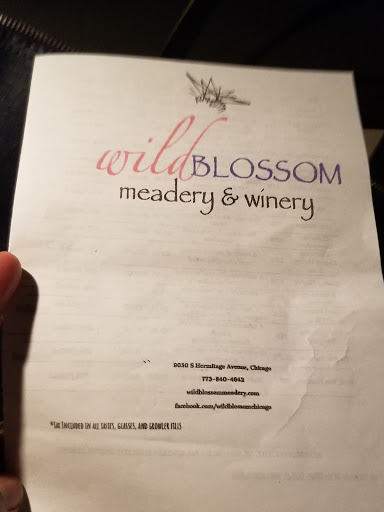 wild BLOSSOM
meadery & winery
9030 S Hermitage Avenue, Chicago
773-840-4642
wildblossommeadery.com
facebook.com/wildblossomchicago
*TAX INCLUDED IN ALL TASTES, GLASSES, AND GROWLER FILLS